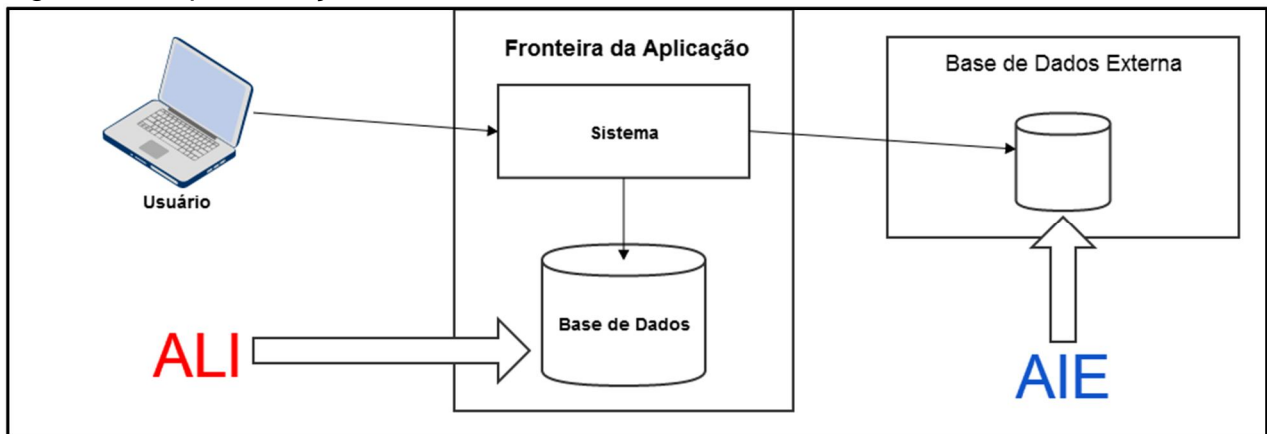 Fronteira da Aplicação
Base de Dados Externa
Sistema
Usuário
Base de Dados
ALI
AIE